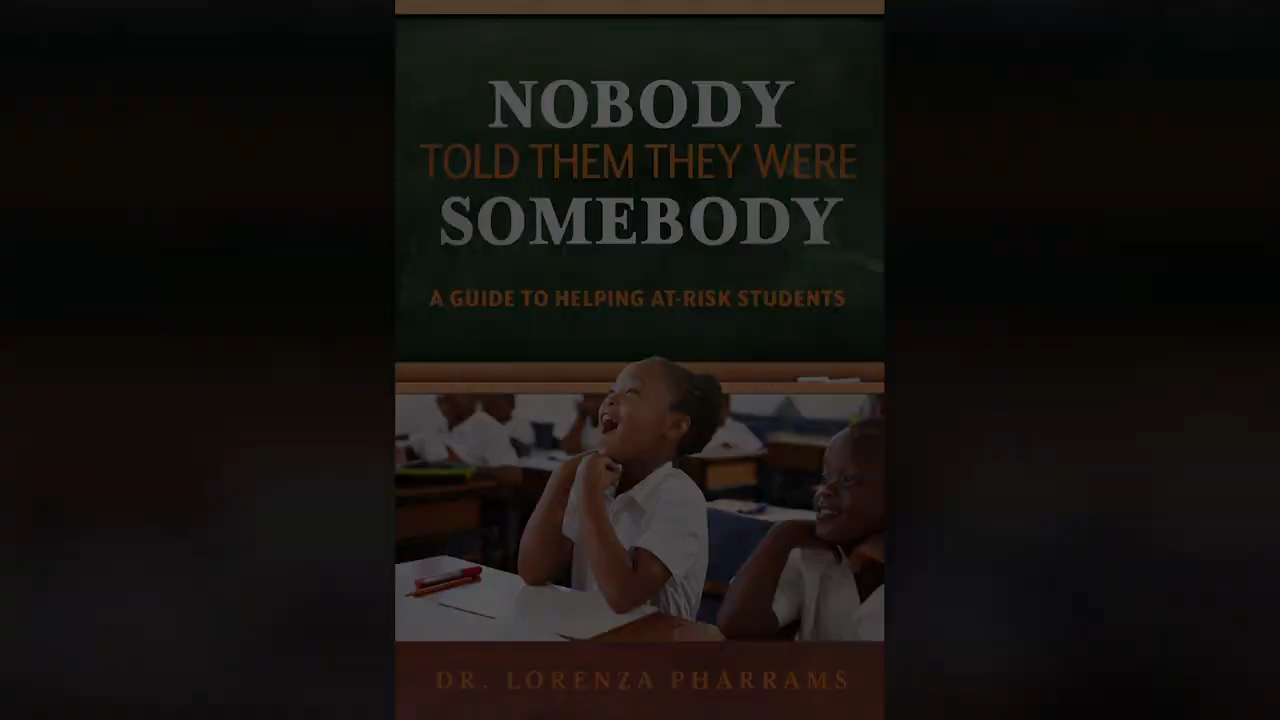 NOBODY
TOLD THEM THEY WERE
SOMEBODY
A GUIDE TO HELPING AT-RISK STUDENTS
DR. LORENZA PHARRAMS